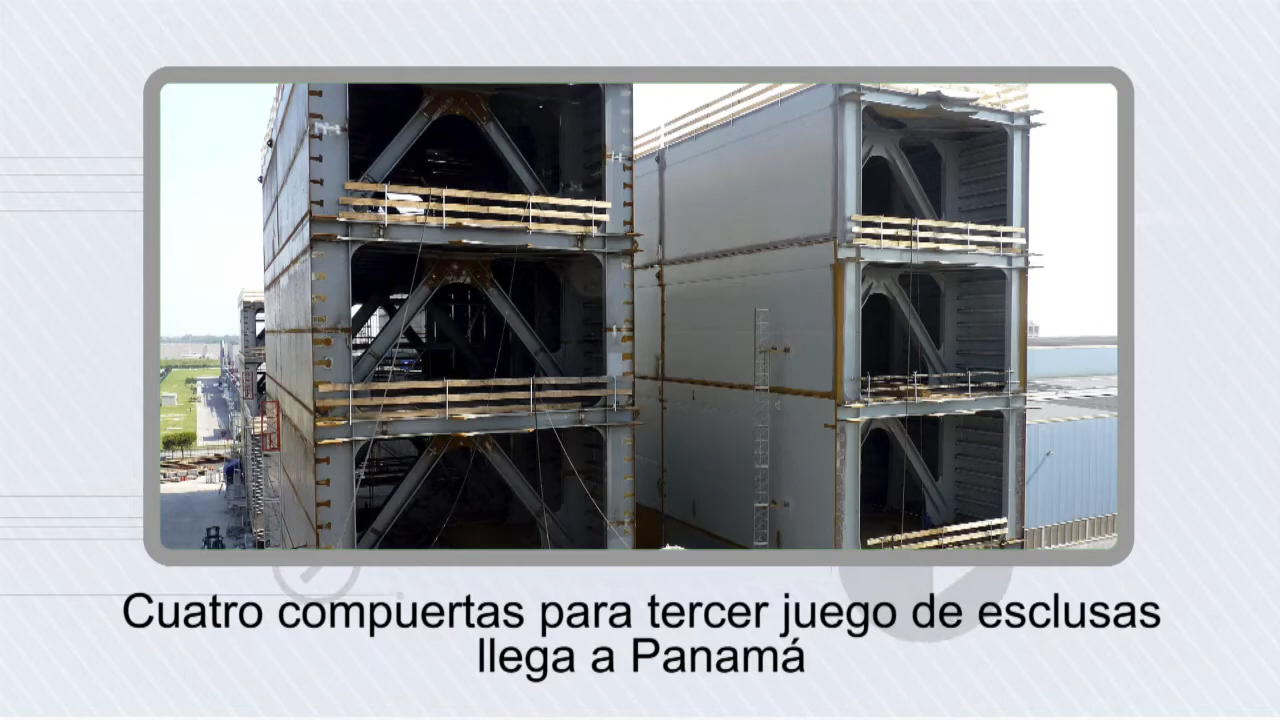 Cuatro compuertas para tercer juego de esclusas
llega a Panamá